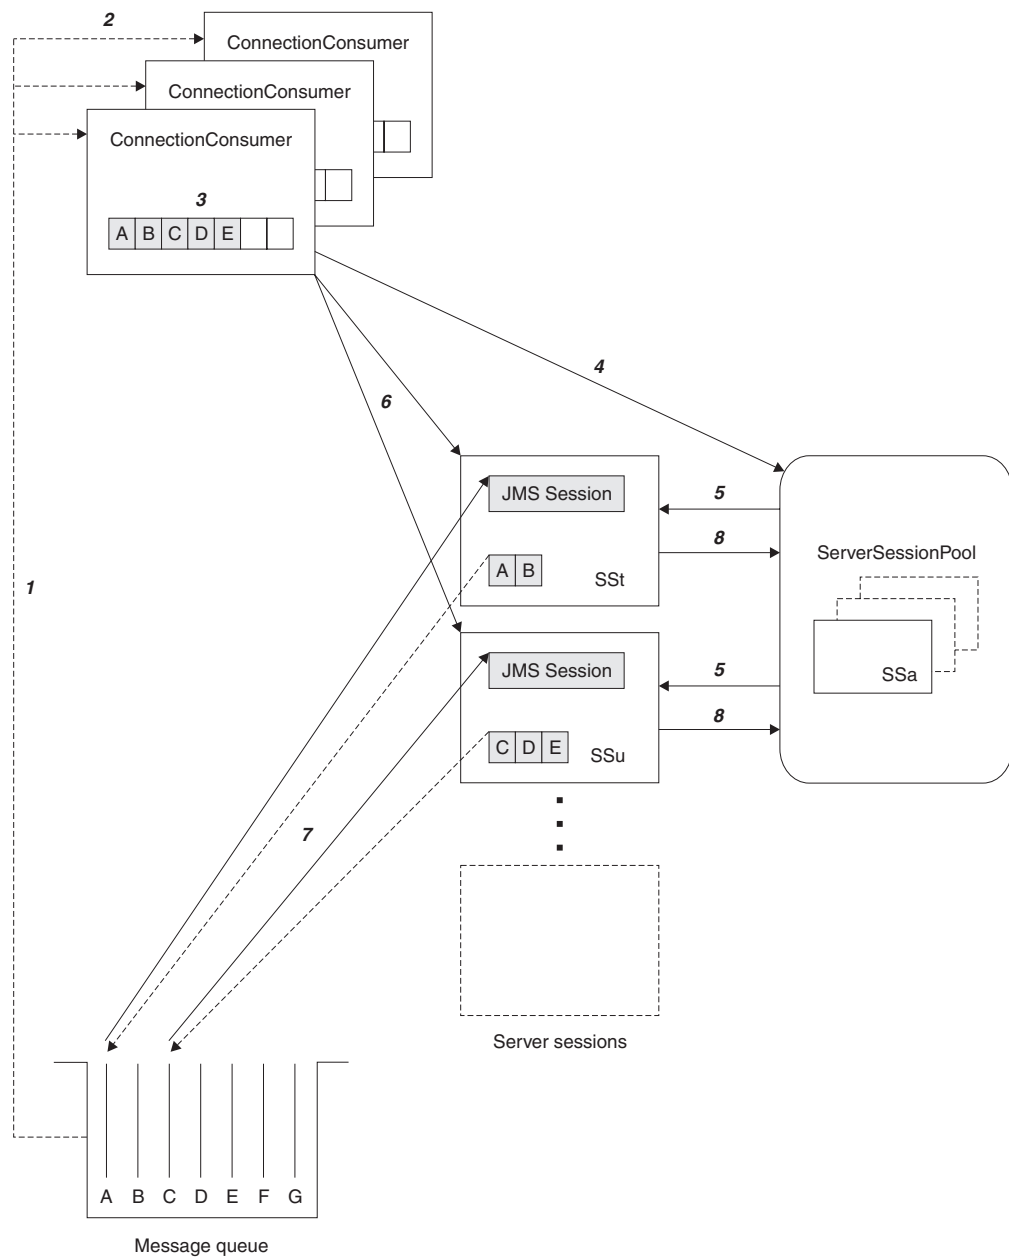 2
ConnectionConsumer
ConnectionConsumer
ConnectionConsumer
3
A B C D E
4
6
JMS Session
5
8
A B
SSt
ServerSessionPool
1
JMS Session
5
SSa
8
C D E
SSu
7
Server sessions
A B C D E F G
Message queue